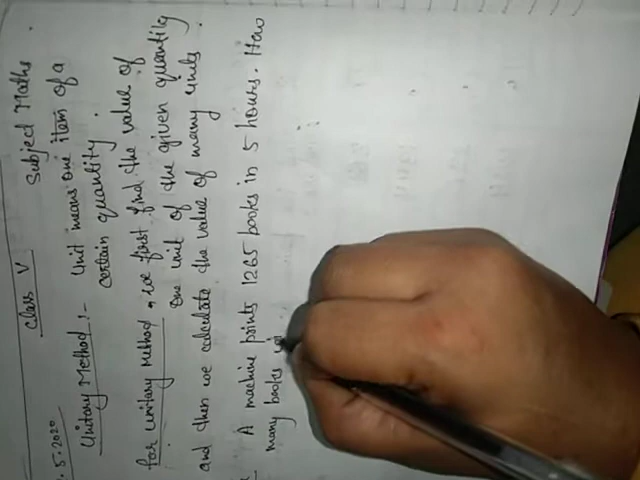 Class V
Subject Maths.
.5.2020
Unitary Method :- Unit means one item of a
certain quantity.
for unitary Method, we first find the value of
one unit of the given quantity
and then we calculate the value of many units.
A machine prints 1265 books in 5 hours. How
many books